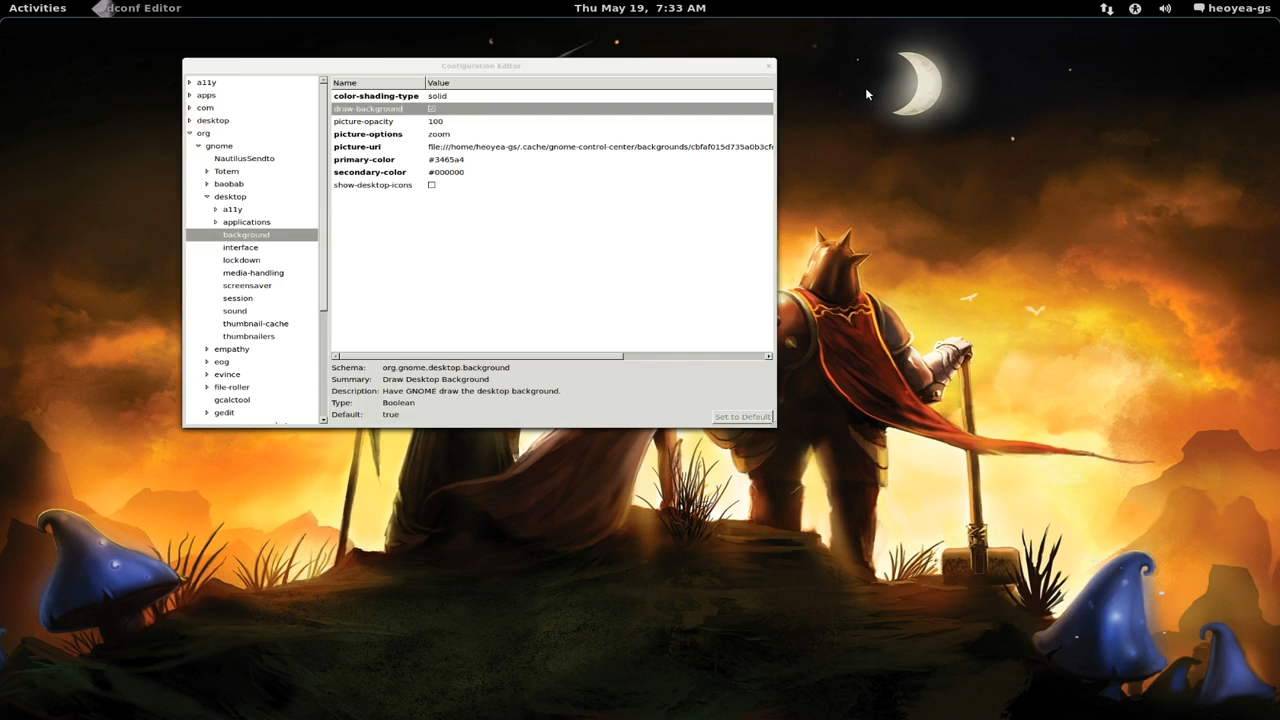 Activities
dconf Editor
Thu May 19, 7:33 AM
heoyea-gs
Configuration Editor
a11y
apps
com
desktop
org
gnome
NautilusSendto
Totem
baobab
desktop
a11y
applications
background
interface
lockdown
media-handling
screensaver
session
sound
thumbnail-cache
thumbnailers
empathy
eog
evince
file-roller
gcalctool
gedit
Name Value
color-shading-type solid
draw-background
picture-opacity 100
picture-options zoom
picture-uri file:///home/heoyea-gs/.cache/gnome-control-center/backgrounds/cbfaf015d735a0b3cf
primary-color #3465a4
secondary-color #000000
show-desktop-icons
Schema: org.gnome.desktop.background
Summary: Draw Desktop Background
Description: Have GNOME draw the desktop background.
Type: Boolean
Default: true
Set to Default